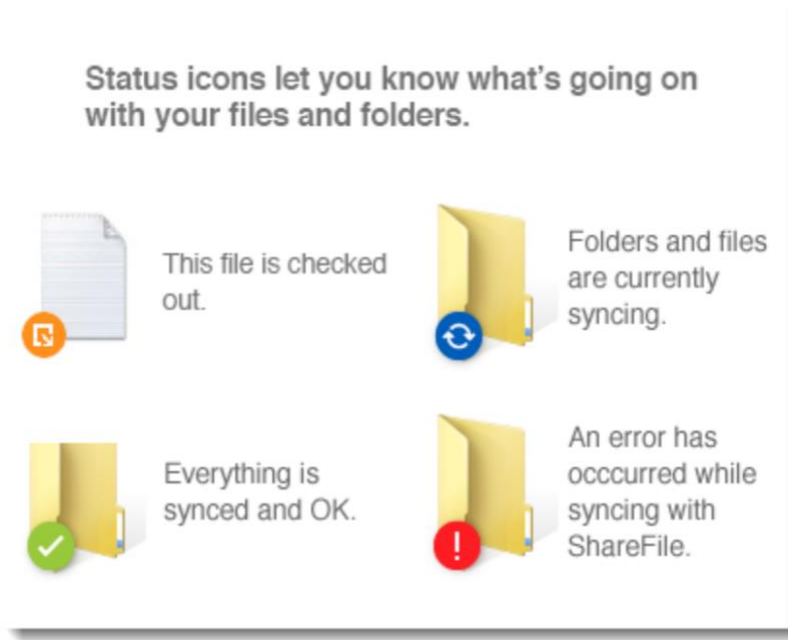 Status icons let you know what's going on
with your files and folders.
This file is checked
out.
Folders and files
are currently
syncing.
Everything is
synced and OK.
An error has
occcurred while
syncing with
ShareFile.